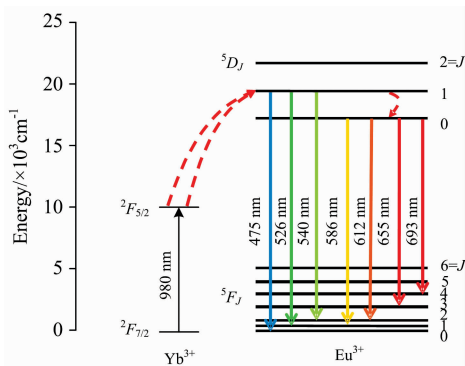 Energy/×10³cm⁻¹
25
20
15
10
5
0
²F₅/₂
²F₇/₂
980 nm
Yb³⁺
⁵D_J
2=J
1
0
475 nm
526 nm
540 nm
586 nm
612 nm
655 nm
693 nm
⁵F_J
6=J
5
4
3
2
1
0
Eu³⁺